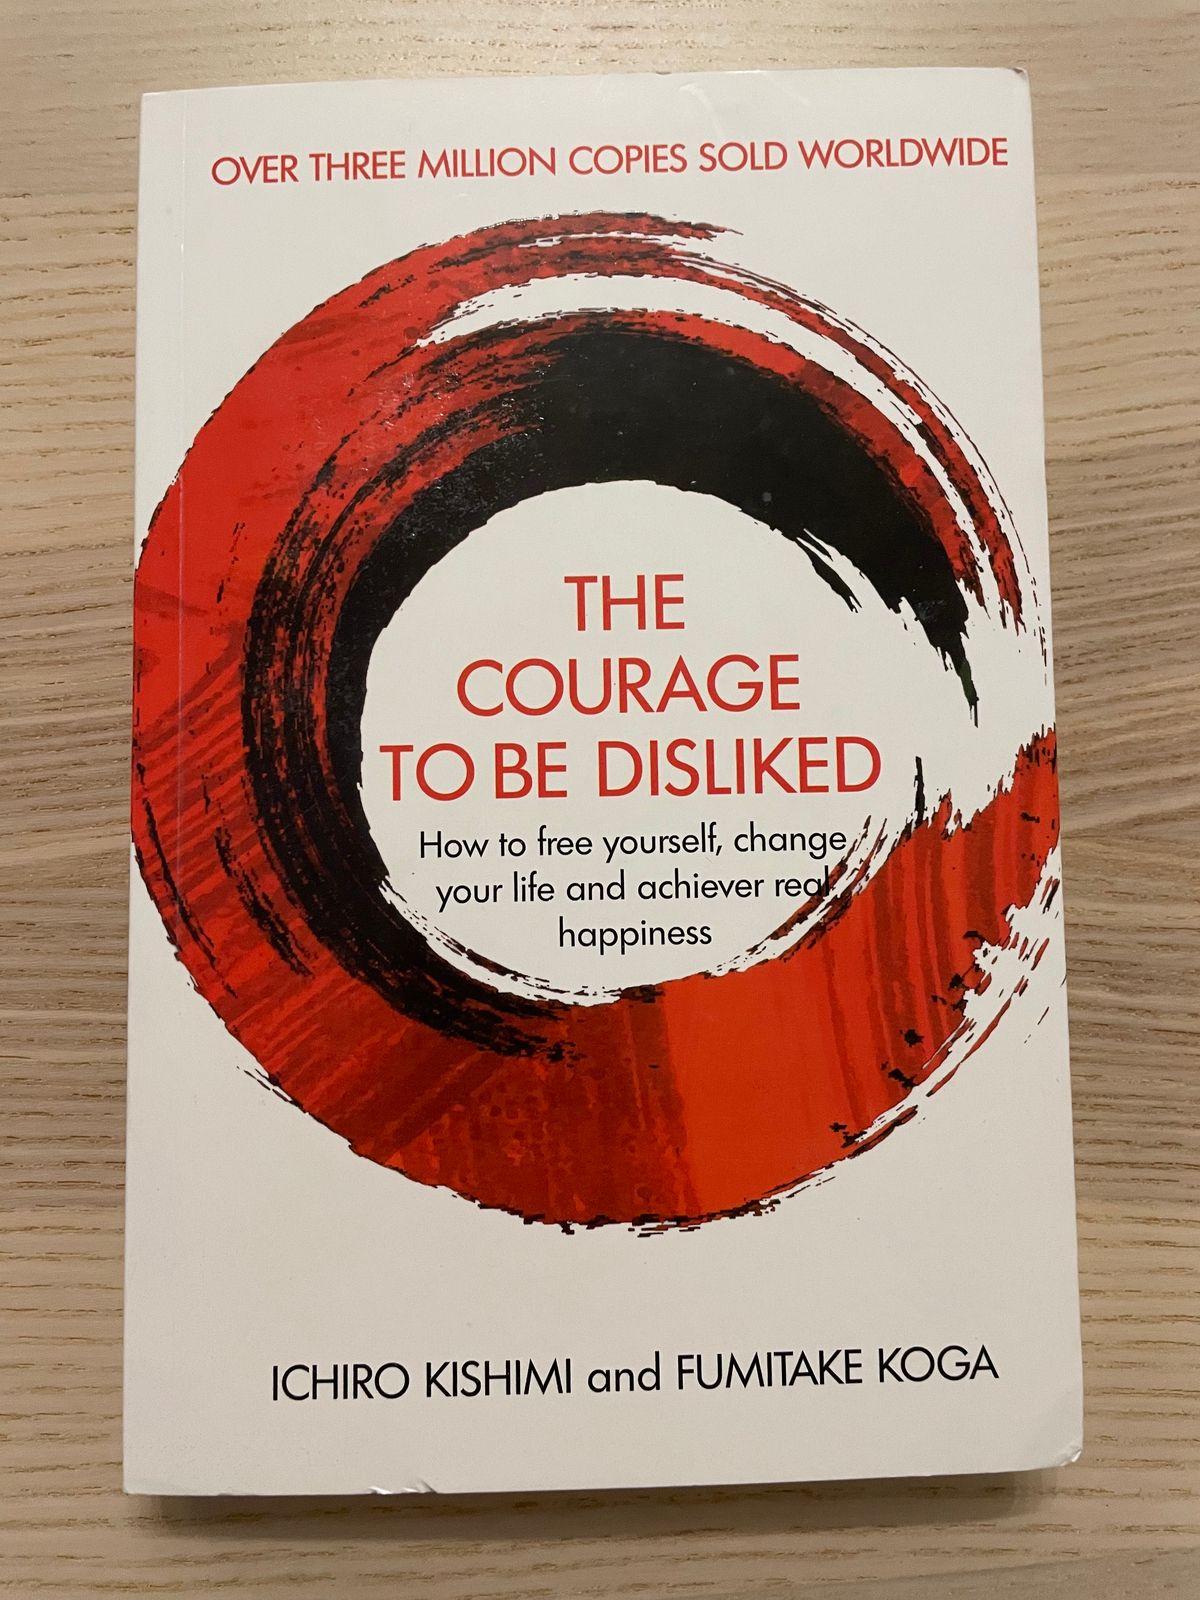 OVER THREE MILLION COPIES SOLD WORLDWIDE
THE
COURAGE
TO BE DISLIKED
How to free yourself, change
your life and achiever real
happiness
ICHIRO KISHIMI and FUMITAKE KOGA